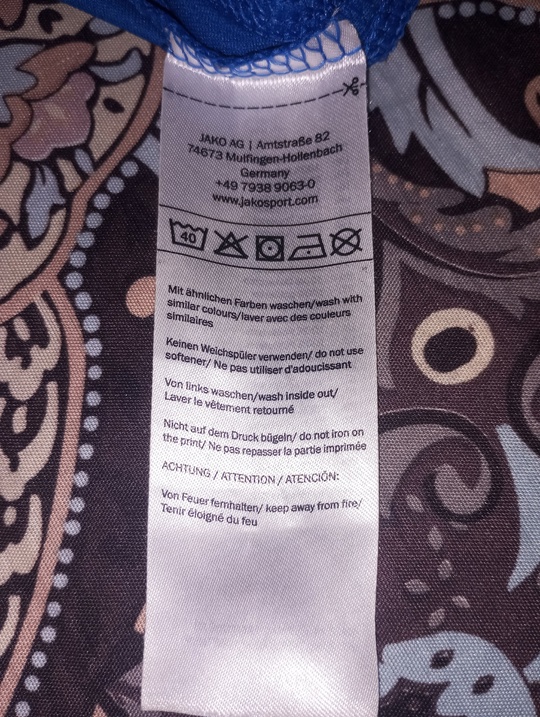 JAKO AG | Amtstraße 82
74673 Mulfingen-Hollenbach
Germany
+49 7938 9063-0
www.jakosport.com
40
Mit ähnlichen Farben waschen/wash with
similar colours/laver avec des couleurs
similaires
Keinen Weichspüler verwenden/ do not use
softener/ Ne pas utiliser d'adoucissant
Von links waschen/wash inside out/
Laver le vêtement retourné
Nicht auf dem Druck bügeln/ do not iron on
the print/ Ne pas repasser la partie imprimée
ACHTUNG / ATTENTION / ATENCIÓN:
Von Feuer fernhalten/ keep away from fire/
Tenir éloigné du feu